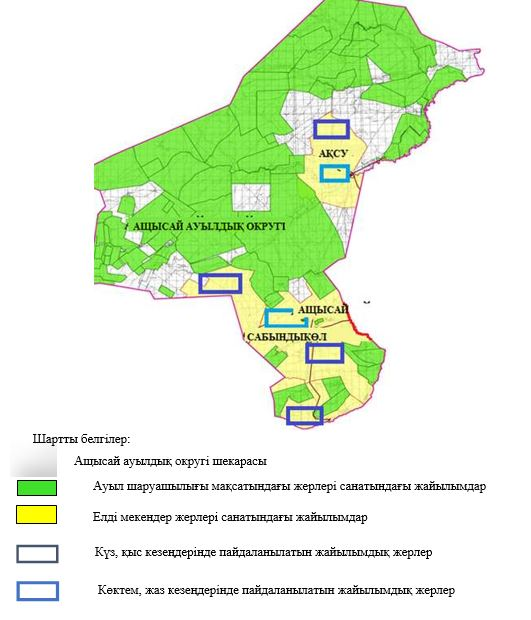 АҚСУ
АЩЫСАЙ АУЫЛДЫҚ ОКРУГІ
АЩЫСАЙ
САБЫНДЫКӨЛ
Шартты белгілер:
Ащысай ауылдық округі шекарасы
Ауыл шаруашылығы мақсатындағы жерлері санатындағы жайылымдар
Елді мекендер жерлері санатындағы жайылымдар
Күз, қыс кезеңдерінде пайдаланылатын жайылымдық жерлер
Көктем, жаз кезеңдерінде пайдаланылатын жайылымдық жерлер